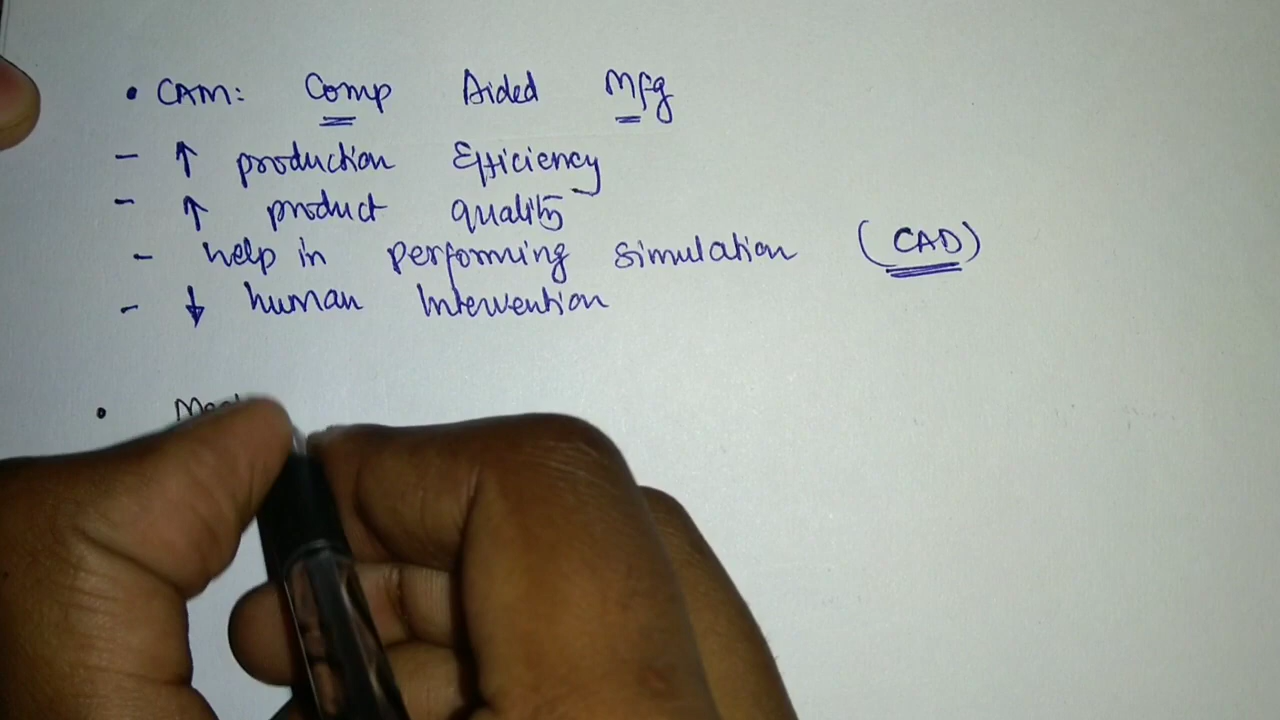 • CAM: Comp Aided Mfg
- ↑ production Efficiency
- ↑ product quality
- help in performing simulation (CAD)
- ↓ human Intervention
•